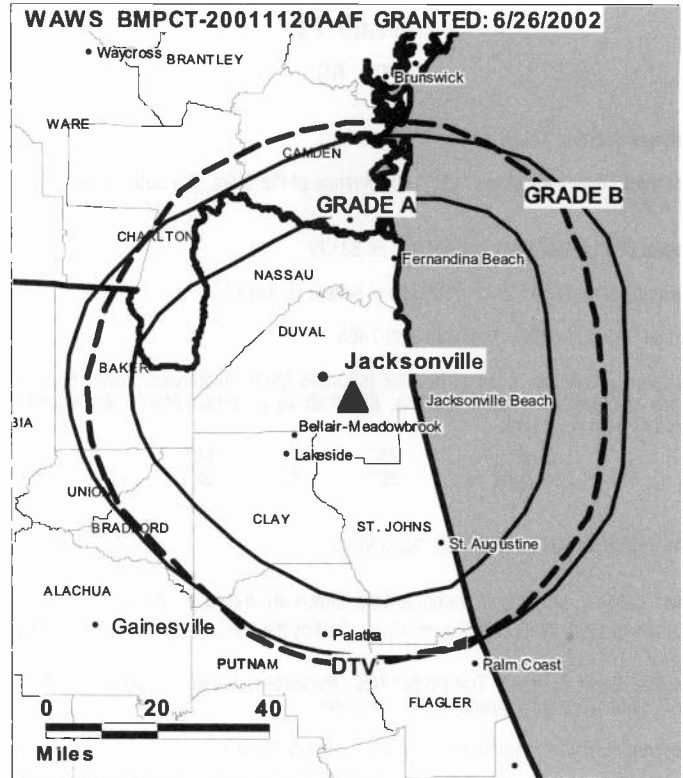 WAWS BMPCT-20011120AAF GRANTED: 6/26/2002
Waycross
BRANTLEY
Brunswick
WARE
CAMDEN
GRADE B
GRADE A
CHARLTON
Fernandina Beach
NASSAU
DUVAL
Jacksonville
BAKER
Jacksonville Beach
BIA
Bellair-Meadowbrook
Lakeside
UNION
CLAY
BRADFORD
ST. JOHNS
St. Augustine
ALACHUA
Gainesville
Palatka
PUTNAM
DTV
Palm Coast
FLAGLER
0 20 40
Miles